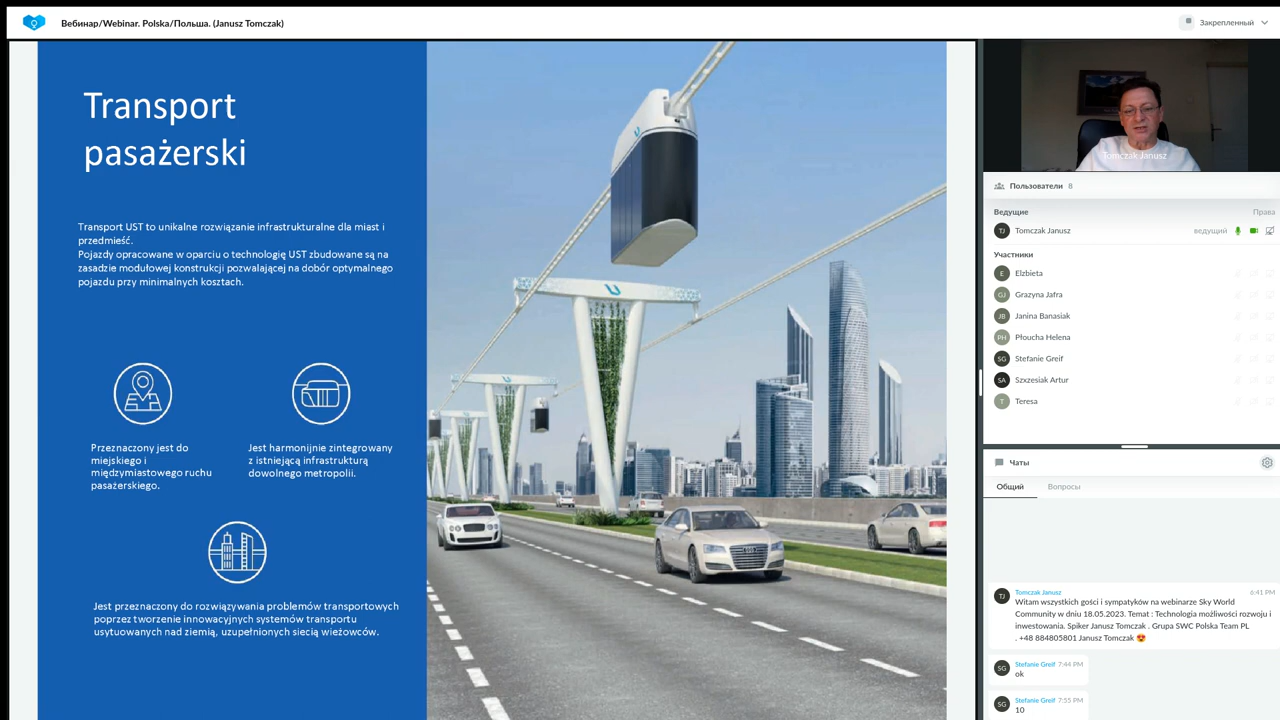 Вебинар/Webinar. Polska/Польша. (Janusz Tomczak)
Закрепленный
Transport
pasażerski
Transport UST to unikalne rozwiązanie infrastrukturalne dla miast i
przedmieść.
Pojazdy opracowane w oparciu o technologię UST zbudowane są na
zasadzie modułowej konstrukcji pozwalającej na dobór optymalnego
pojazdu przy minimalnych kosztach.
Przeznaczony jest do
miejskiego i
międzymiastowego ruchu
pasażerskiego.
Jest harmonijnie zintegrowany
z istniejącą infrastrukturą
dowolnego metropolii.
Jest przeznaczony do rozwiązywania problemów transportowych
poprzez tworzenie innowacyjnych systemów transportu
usytuowanych nad ziemią, uzupełnionych siecią wieżowców.
Tomczak Janusz
Пользователи 8
Ведущие Права
TJ Tomczak Janusz ведущий
Участники
E Elzbieta
GJ Grazyna Jafra
JB Janina Banasiak
PH Płoucha Helena
SG Stefanie Greif
SA Szxzesiak Artur
T Teresa
Чаты
Общий Вопросы
TJ Tomczak Janusz 6:41 PM
Witam wszystkich gości i sympatyków na webinarze Sky World
Community w dniu 18.05.2023. Temat : Technologia możliwości rozwoju i
inwestowania. Spiker Janusz Tomczak . Grupa SWC Polska Team PL
. +48 884805801 Janusz Tomczak 😍
SG Stefanie Greif 7:44 PM
ok
SG Stefanie Greif 7:55 PM
10